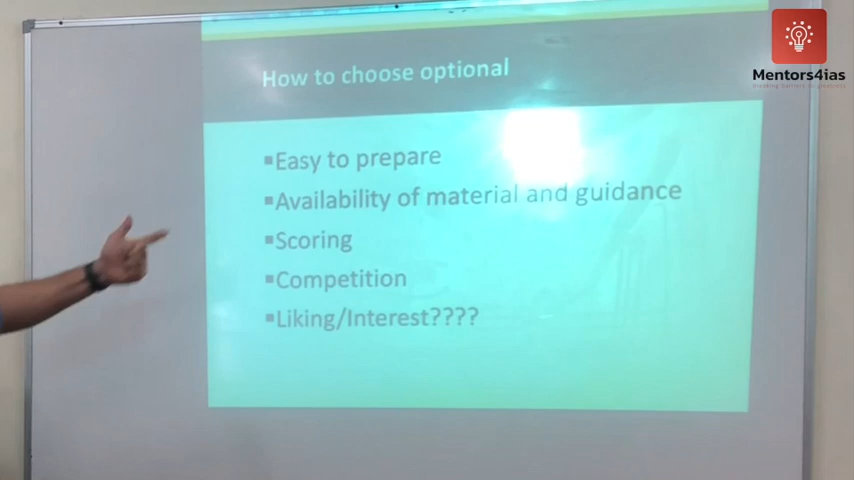 Mentors4ias
How to choose optional
▪Easy to prepare
▪Availability of material and guidance
▪Scoring
▪Competition
▪Liking/Interest????